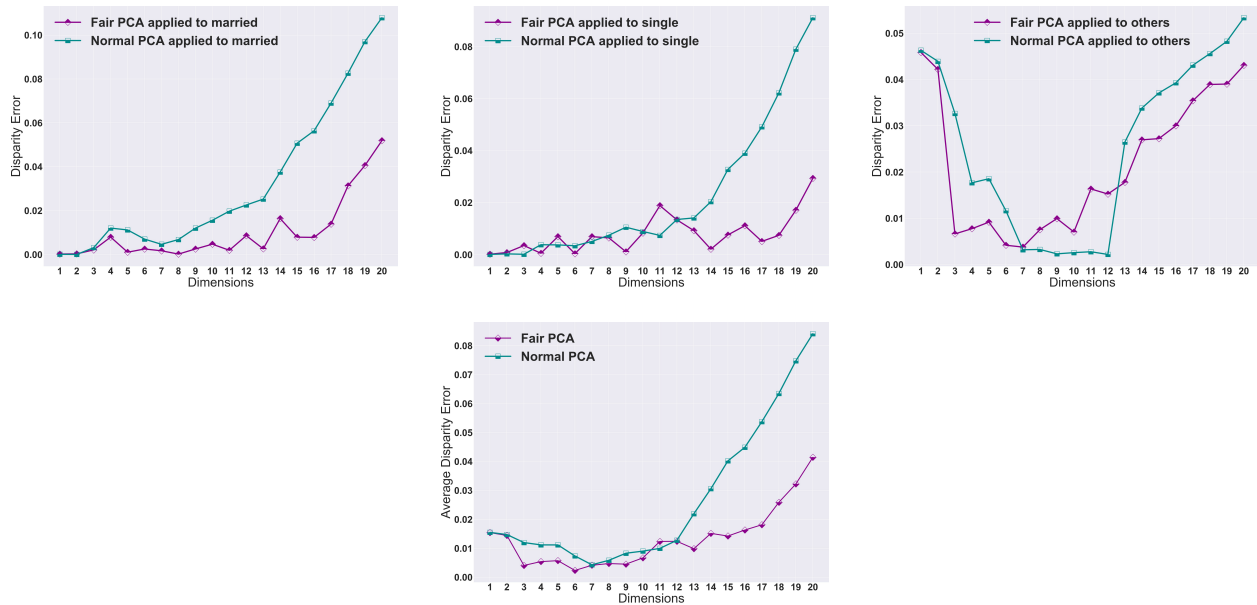 Fair PCA applied to married
Normal PCA applied to married
Disparity Error
0.10
0.08
0.06
0.04
0.02
0.00
1 2 3 4 5 6 7 8 9 10 11 12 13 14 15 16 17 18 19 20
Dimensions
Fair PCA applied to single
Normal PCA applied to single
Disparity Error
0.08
0.06
0.04
0.02
0.00
1 2 3 4 5 6 7 8 9 10 11 12 13 14 15 16 17 18 19 20
Dimensions
Fair PCA applied to others
Normal PCA applied to others
Disparity Error
0.05
0.04
0.03
0.02
0.01
0.00
1 2 3 4 5 6 7 8 9 10 11 12 13 14 15 16 17 18 19 20
Dimensions
Fair PCA
Normal PCA
Average Disparity Error
0.08
0.07
0.06
0.05
0.04
0.03
0.02
0.01
0.00
1 2 3 4 5 6 7 8 9 10 11 12 13 14 15 16 17 18 19 20
Dimensions